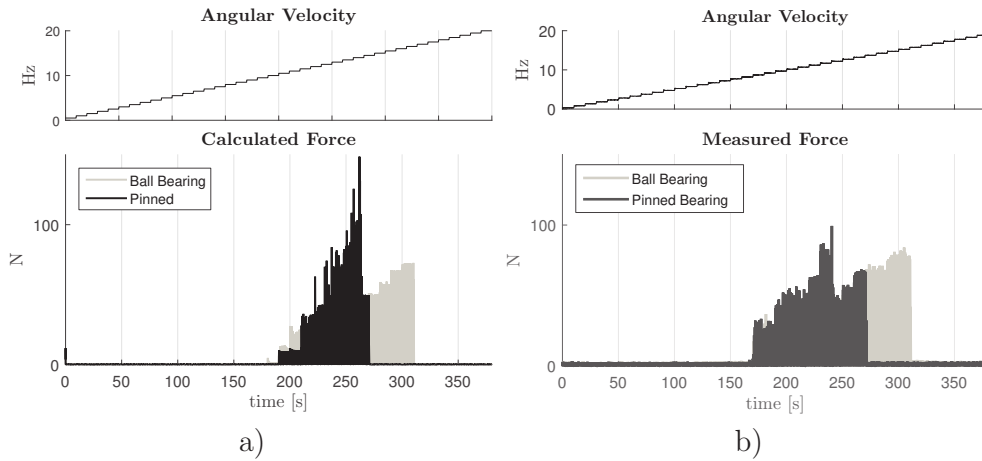 Angular Velocity
20
10
0
Hz
Calculated Force
Ball Bearing
Pinned
100
0
N
0 50 100 150 200 250 300 350
time [s]
a)
Angular Velocity
20
10
0
Hz
Measured Force
Ball Bearing
Pinned Bearing
100
0
N
0 50 100 150 200 250 300 350
time [s]
b)